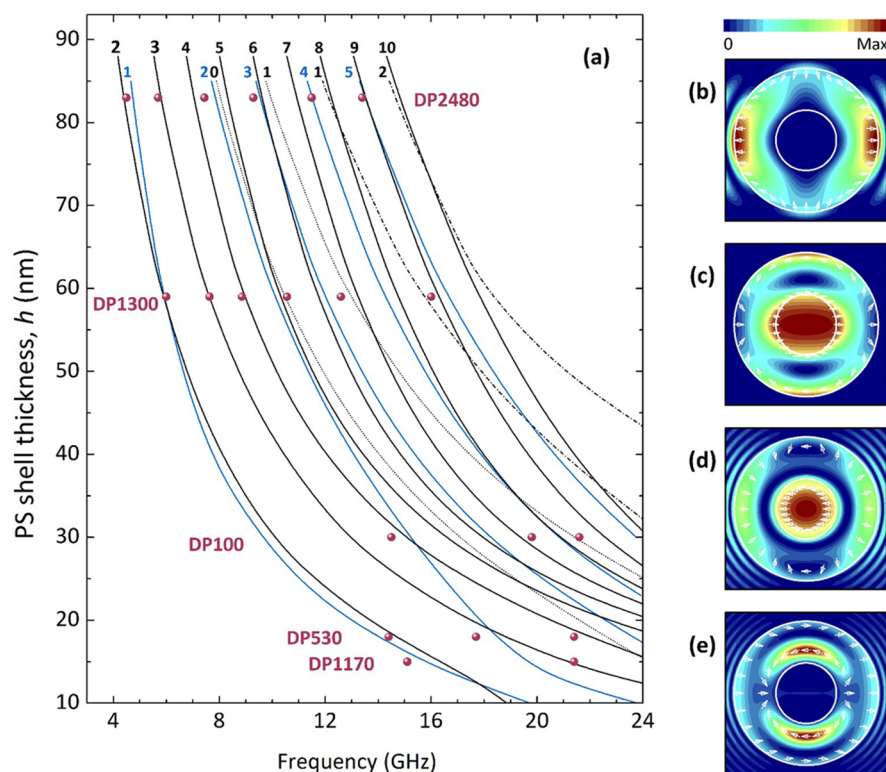 90
80
70
60
50
40
30
20
10
PS shell thickness, h (nm)
4
8
12
16
20
24
Frequency (GHz)
2 3 4 5 6 7 8 9 10
1 2 0 3 1 4 1 5 2
(a)
DP2480
DP1300
DP100
DP530
DP1170
0 Max
(b)
(c)
(d)
(e)